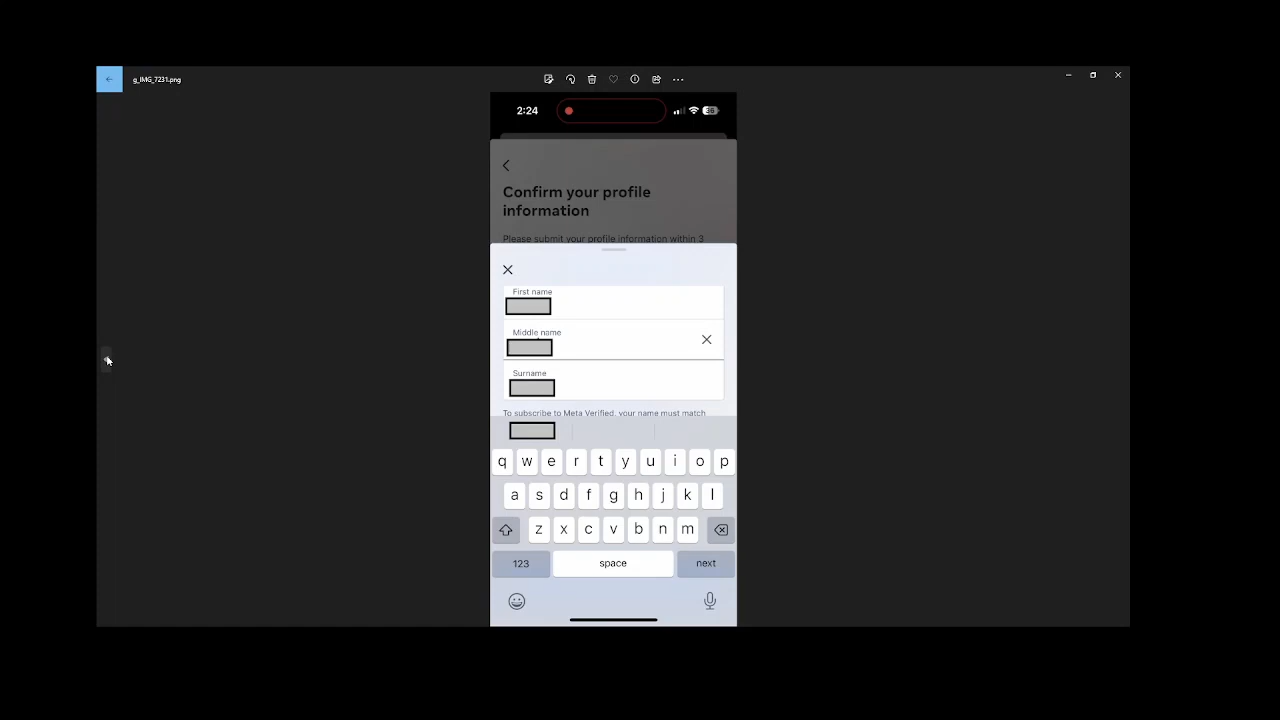 g_IMG_7231.png
2:24
38
Confirm your profile
information
Please submit your profile information within 3
First name
Middle name
Surname
To subscribe to Meta Verified, your name must match
q w e r t y u i o p
a s d f g h j k l
z x c v b n m
123 space next